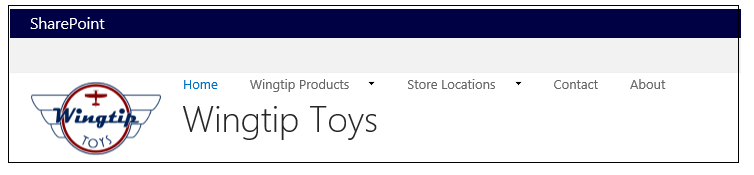 SharePoint
Home Wingtip Products Store Locations Contact About
Wingtip
TOYS
Wingtip Toys